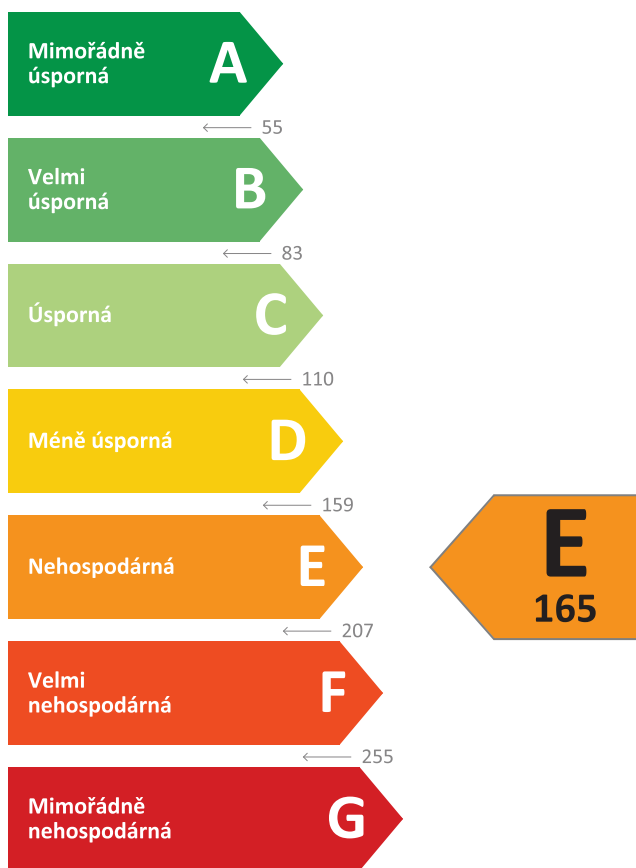 Mimořádně
úsporná
A
55
Velmi
úsporná
B
83
Úsporná
C
110
Méně úsporná
D
159
Nehospodárná
E
E
165
207
Velmi
nehospodárná
F
255
Mimořádně
nehospodárná
G